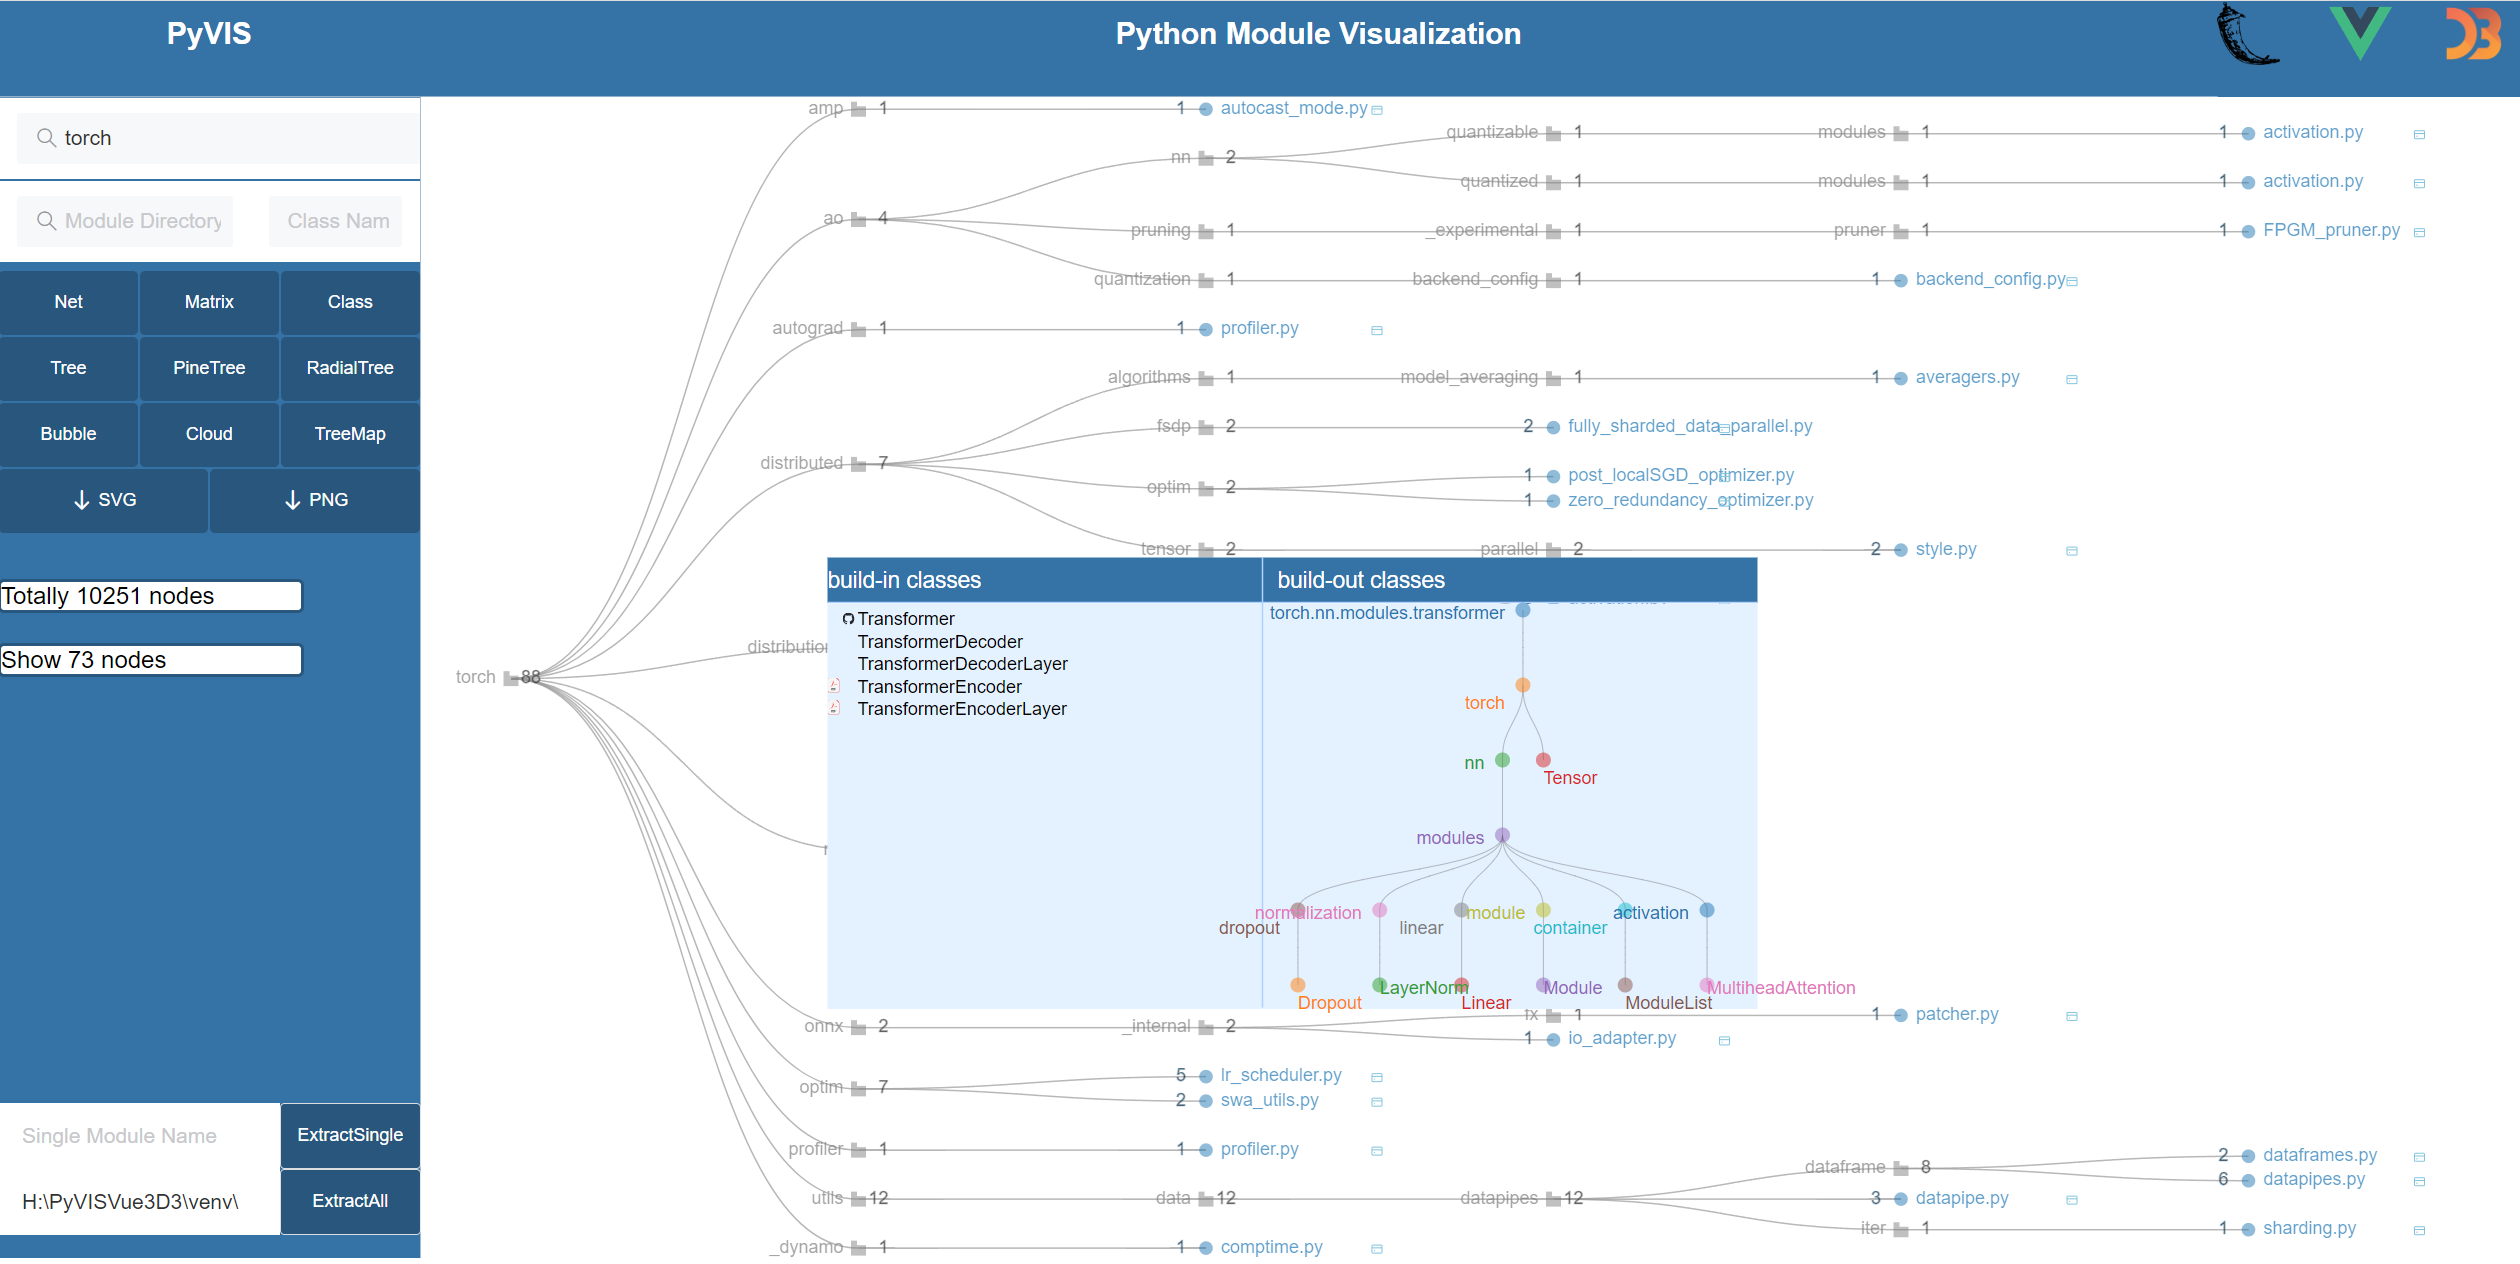 PyVIS
Python Module Visualization
torch
Module Directory
Class Nam
Net
Matrix
Class
Tree
PineTree
RadialTree
Bubble
Cloud
TreeMap
SVG
PNG
Totally 10251 nodes
Show 73 nodes
Single Module Name
ExtractSingle
H:\PyVISVue3D3\venv\
ExtractAll
torch 88
amp 1
1 autocast_mode.py
ao 4
nn 2
quantizable 1
modules 1
1 activation.py
quantized 1
modules 1
1 activation.py
pruning 1
_experimental 1
pruner 1
1 FPGM_pruner.py
quantization 1
backend_config 1
1 backend_config.py
autograd 1
1 profiler.py
distributed 7
algorithms 1
model_averaging 1
1 averagers.py
fsdp 2
2 fully_sharded_data_parallel.py
optim 2
1 post_localSGD_optimizer.py
1 zero_redundancy_optimizer.py
tensor 2
parallel 2
2 style.py
distribution
build-in classes
build-out classes
Transformer
TransformerDecoder
TransformerDecoderLayer
TransformerEncoder
TransformerEncoderLayer
torch.nn.modules.transformer
torch
nn
Tensor
modules
normalization
dropout
linear
module
container
activation
Dropout
LayerNorm
Linear
Module
ModuleList
MultiheadAttention
onnx 2
_internal 2
fx 1
1 patcher.py
1 io_adapter.py
optim 7
5 lr_scheduler.py
2 swa_utils.py
profiler 1
1 profiler.py
utils 12
data 12
datapipes 12
dataframe 8
2 dataframes.py
6 datapipes.py
3 datapipe.py
iter 1
1 sharding.py
_dynamo 1
1 comptime.py